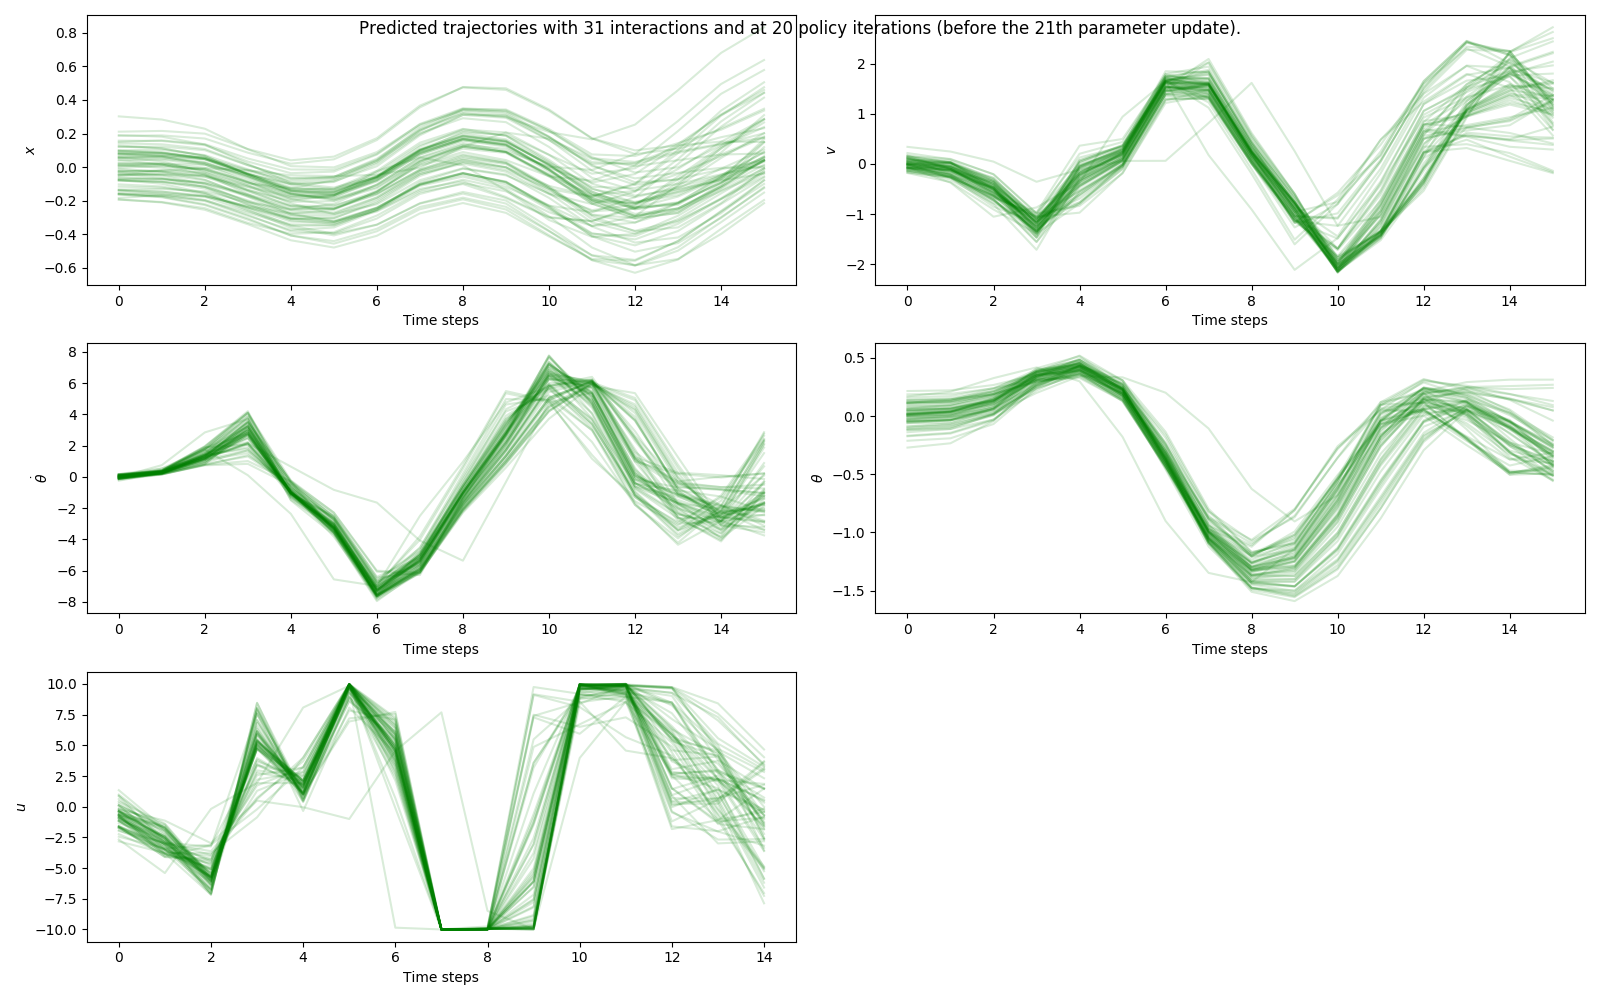 Predicted trajectories with 31 interactions and at 20 policy iterations (before the 21th parameter update).
0.8
0.6
0.4
0.2
0.0
−0.2
−0.4
−0.6
x
0 2 4 6 8 10 12 14
Time steps
2
1
0
−1
−2
v
0 2 4 6 8 10 12 14
Time steps
8
6
4
2
0
−2
−4
−6
−8
θ̇
0 2 4 6 8 10 12 14
Time steps
0.5
0.0
−0.5
−1.0
−1.5
θ
0 2 4 6 8 10 12 14
Time steps
10.0
7.5
5.0
2.5
0.0
−2.5
−5.0
−7.5
−10.0
u
0 2 4 6 8 10 12 14
Time steps